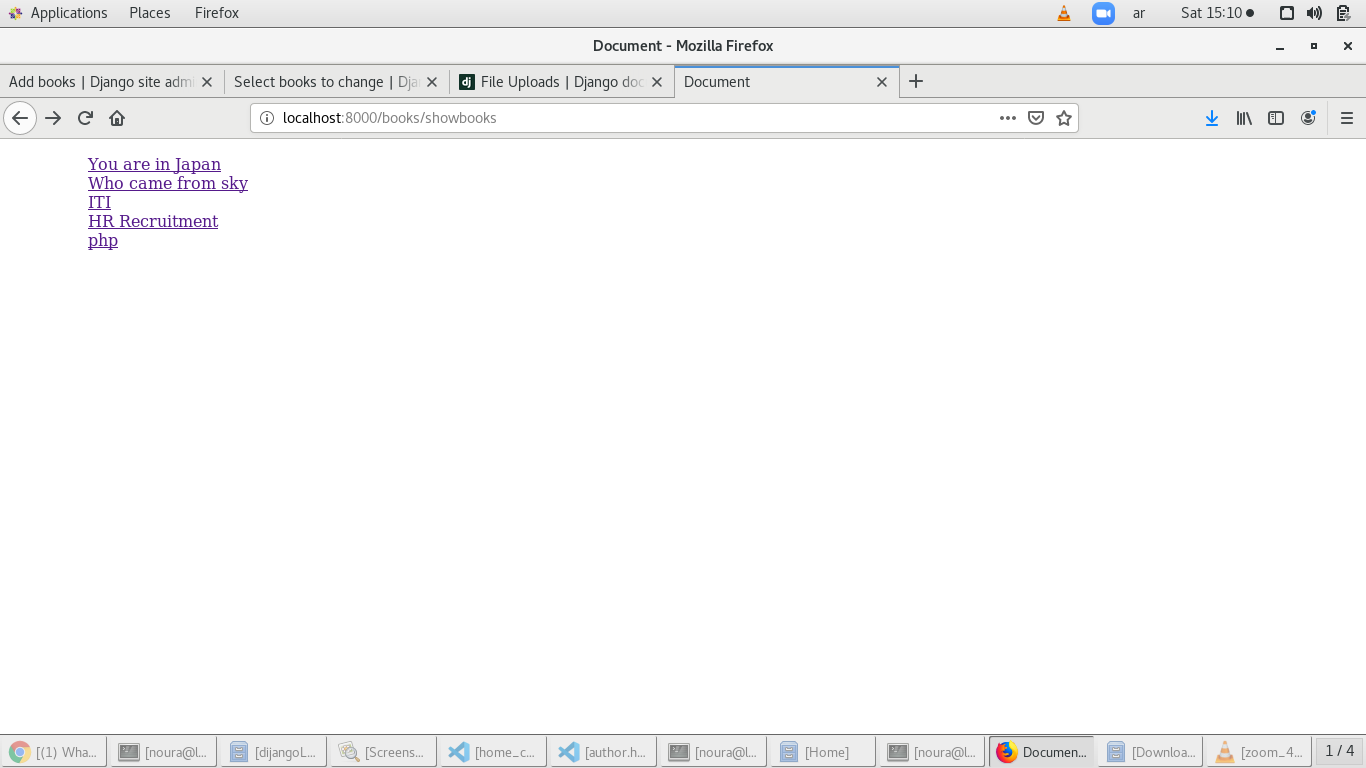 Applications Places Firefox ar Sat 15:10
Document - Mozilla Firefox
Add books | Django site admi
Select books to change | Dja
File Uploads | Django doc
Document
localhost:8000/books/showbooks
You are in Japan
Who came from sky
ITI
HR Recruitment
php
[(1) Wha... [noura@l... [dijangoL... [Screens... [home_c... [author.h... [noura@l... [Home] [noura@l... Documen... [Downloa... [zoom_4... 1 / 4